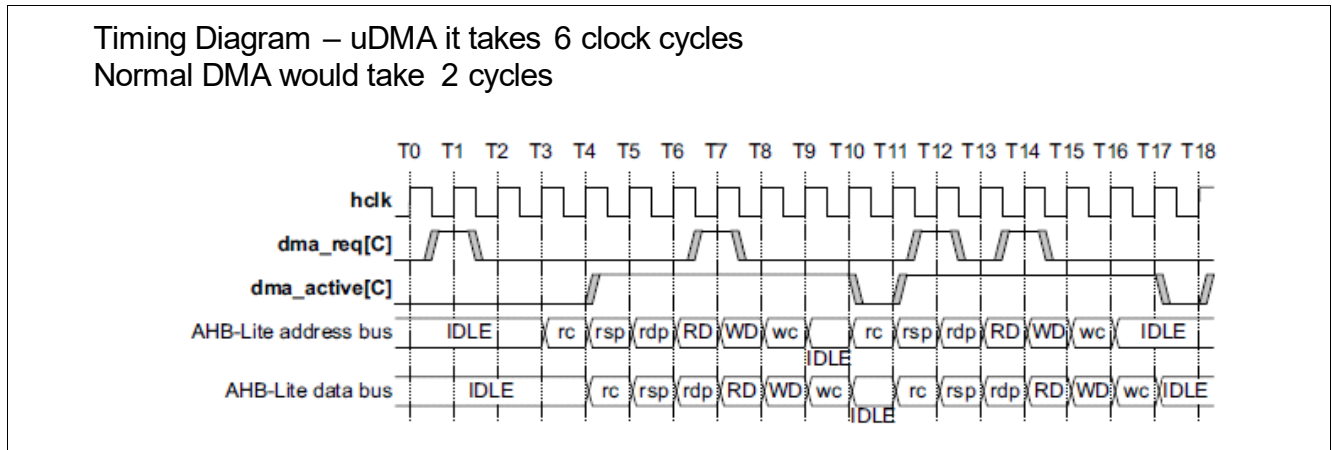 Timing Diagram – uDMA it takes 6 clock cycles
Normal DMA would take 2 cycles
T0 T1 T2 T3 T4 T5 T6 T7 T8 T9 T10 T11 T12 T13 T14 T15 T16 T17 T18
hclk
dma_req[C]
dma_active[C]
AHB-Lite address bus IDLE rc rsp rdp RD WD wc rc rsp rdp RD WD wc IDLE
IDLE
AHB-Lite data bus IDLE rc rsp rdp RD WD wc rc rsp rdp RD WD wc IDLE
IDLE